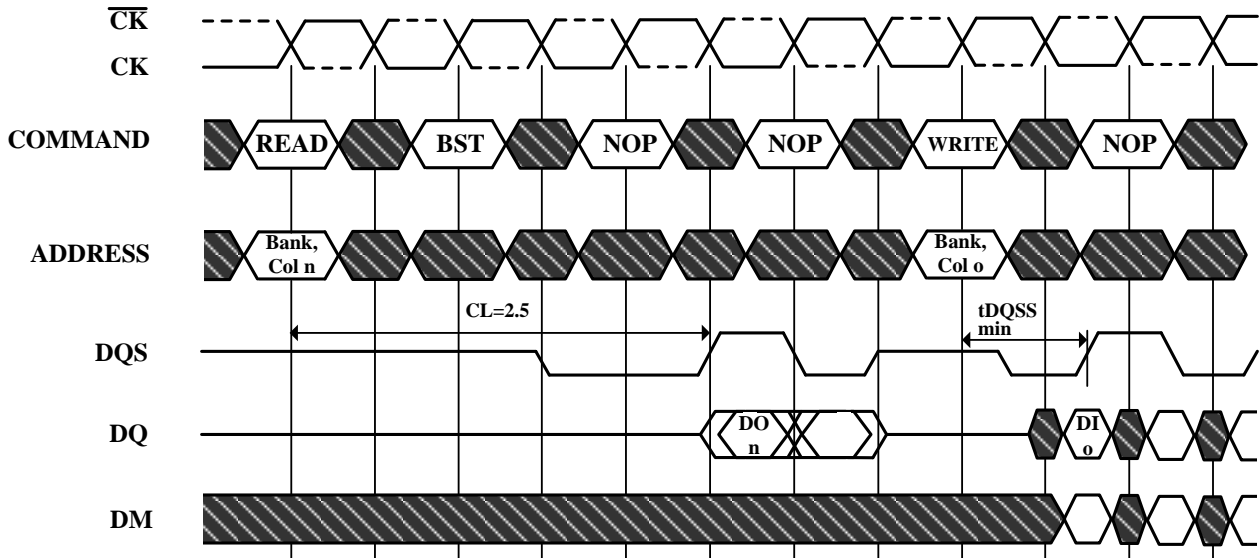 CK
CK
COMMAND
READ BST NOP NOP WRITE NOP
ADDRESS
Bank,
Col n
Bank,
Col o
CL=2.5
tDQSS
min
DQS
DQ
DO
n
DI
o
DM